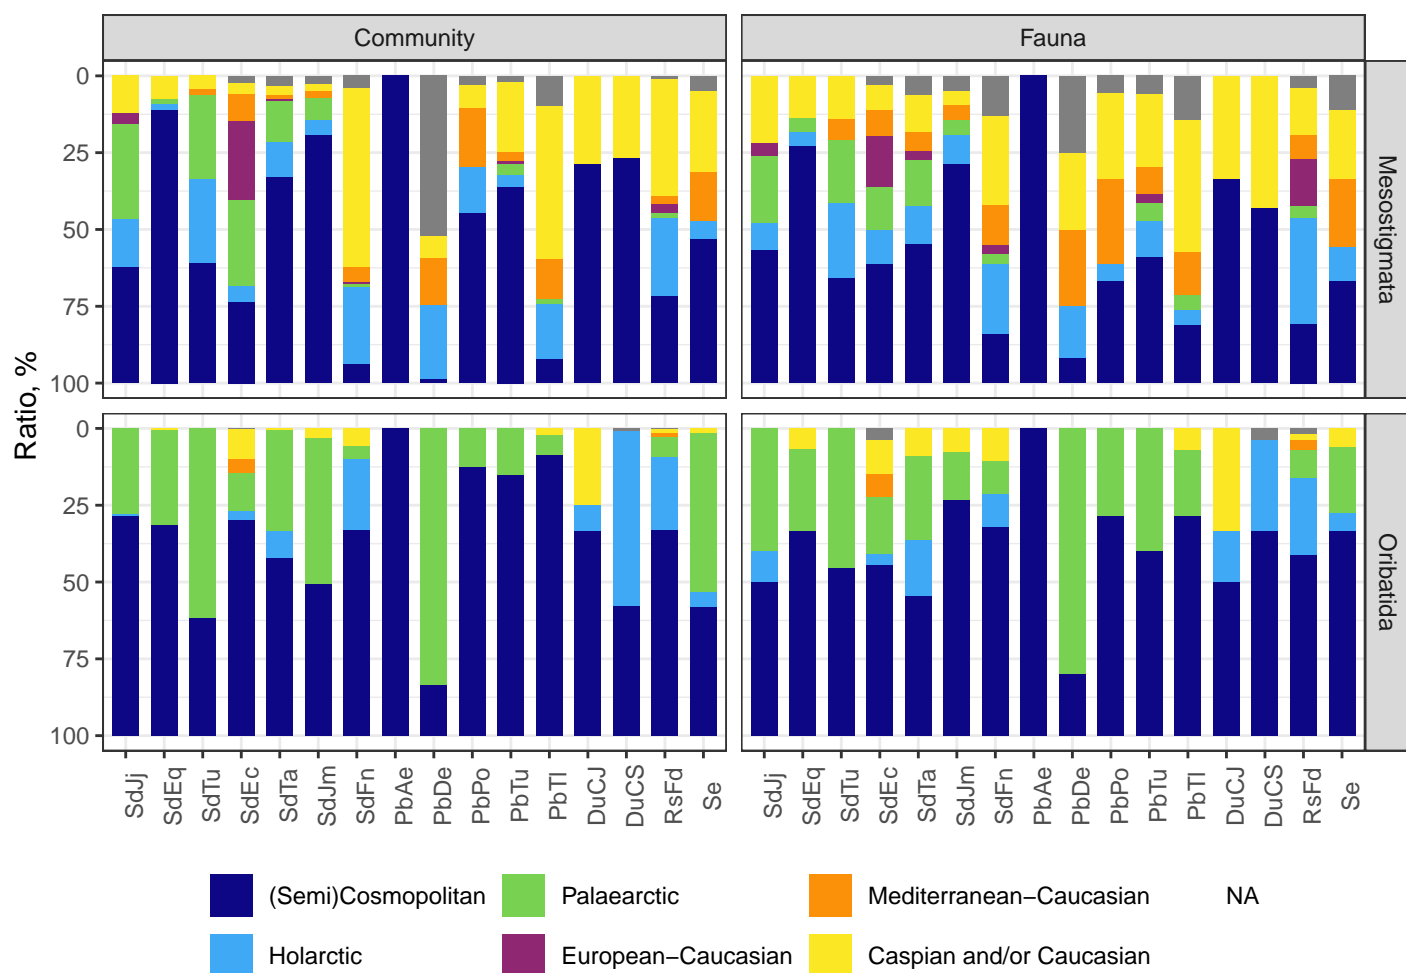 Community
Fauna
Ratio, %
0
25
50
75
100
Mesostigmata
0
25
50
75
100
Oribatida
SdJj
SdEq
SdTu
SdEc
SdTa
SdJm
SdFn
PbAe
PbDe
PbPo
PbTu
PbTl
DuCJ
DuCS
RsFd
Se
SdJj
SdEq
SdTu
SdEc
SdTa
SdJm
SdFn
PbAe
PbDe
PbPo
PbTu
PbTl
DuCJ
DuCS
RsFd
Se
(Semi)Cosmopolitan
Palaearctic
Mediterranean−Caucasian
NA
Holarctic
European−Caucasian
Caspian and/or Caucasian